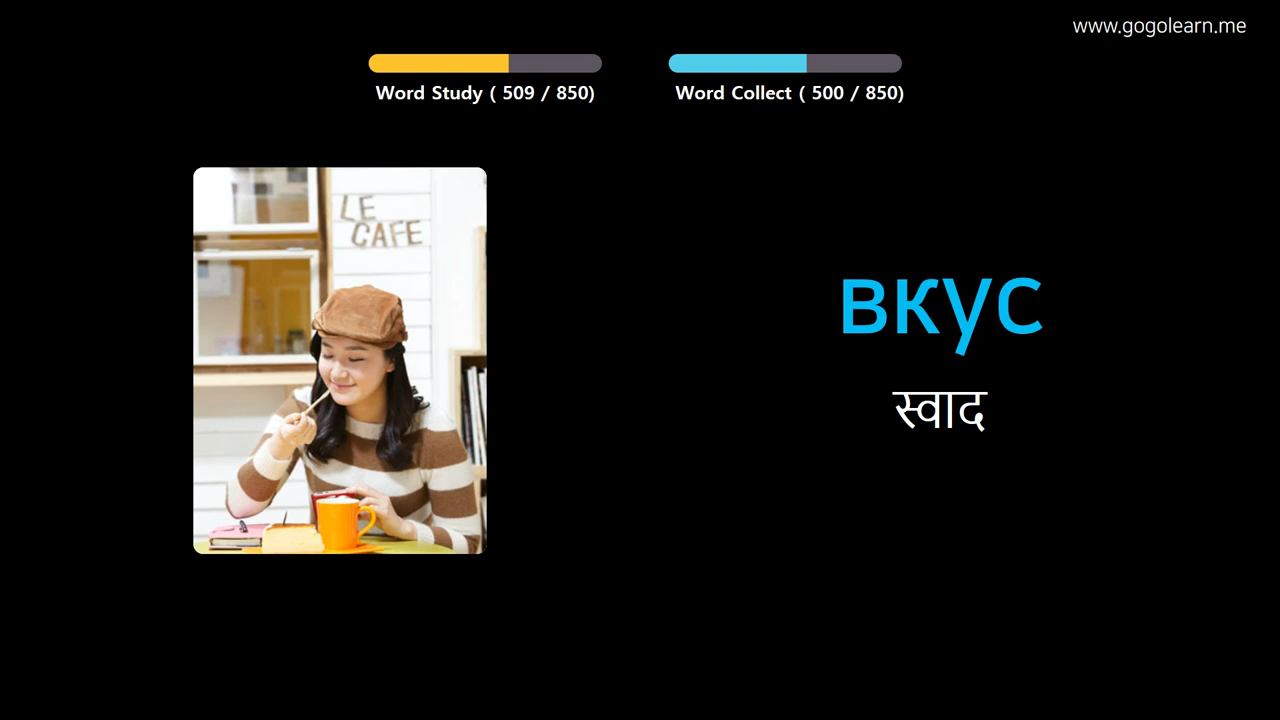 www.gogolearn.me
Word Study ( 509 / 850)
Word Collect ( 500 / 850)
LE
CAFE
вкус
स्वाद